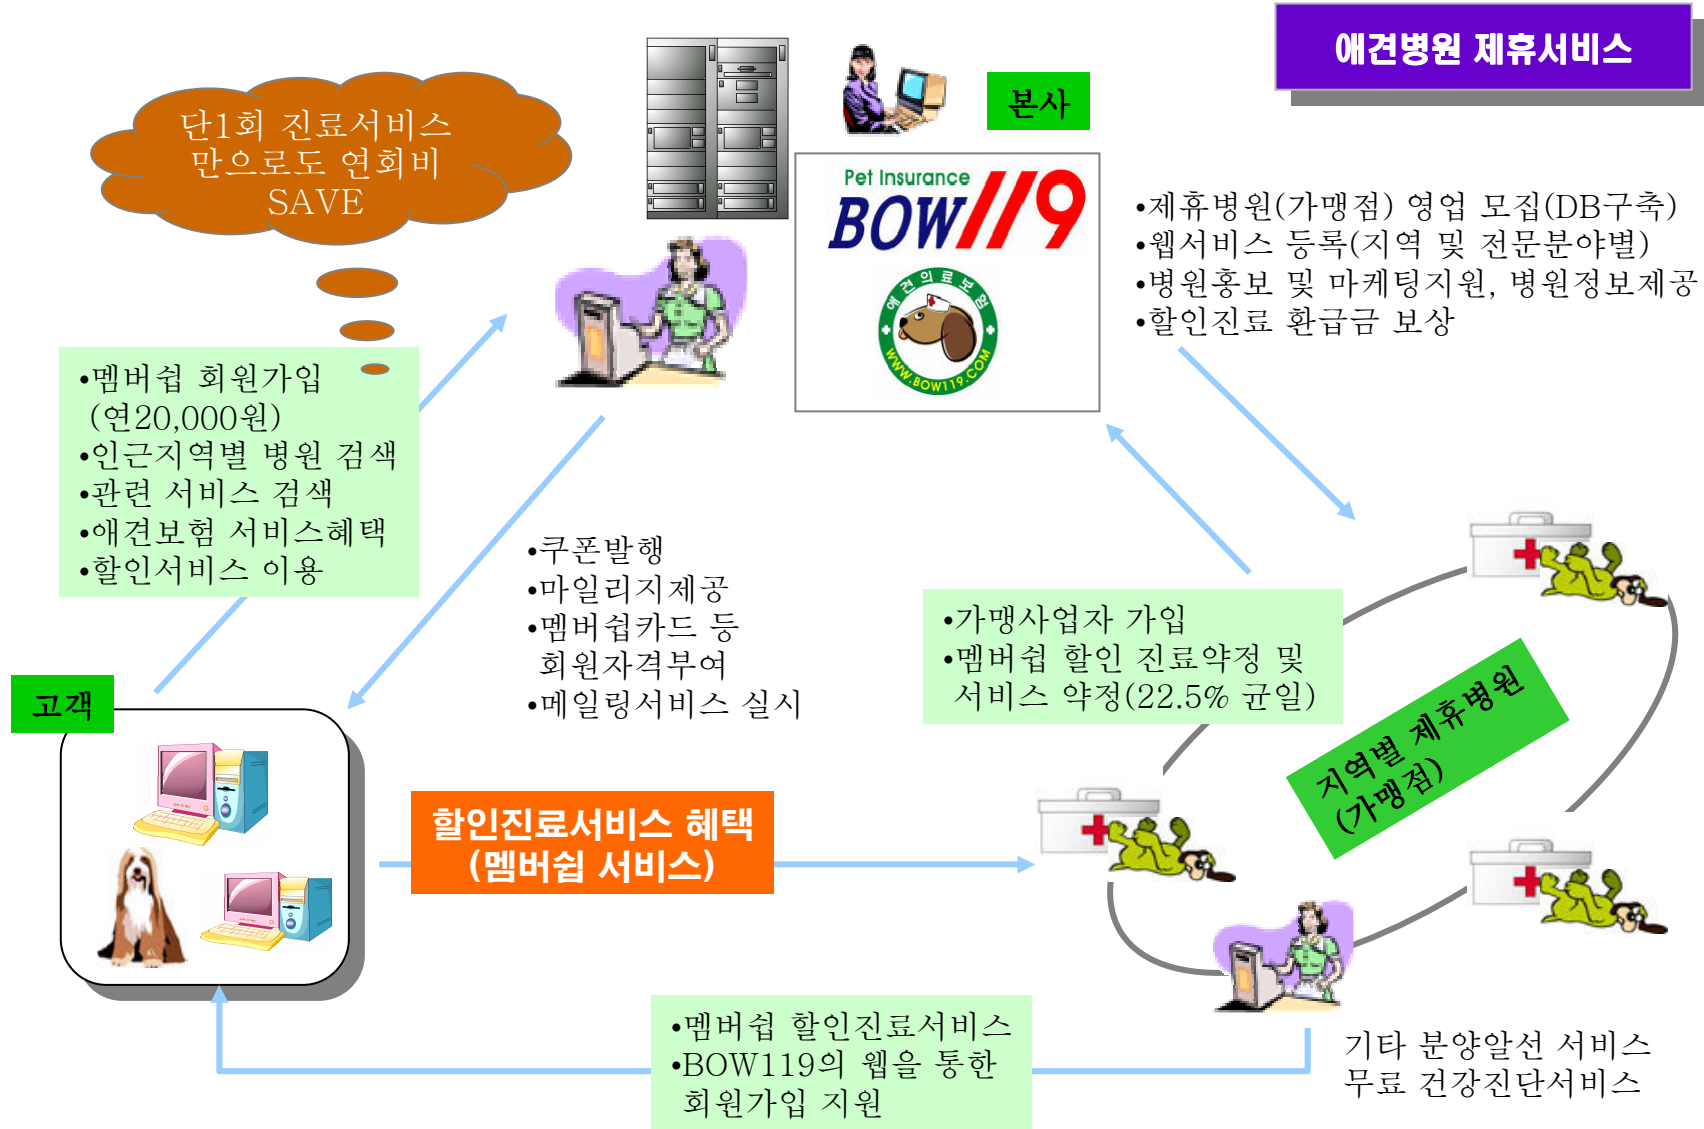 애견병원 제휴서비스
단1회 진료서비스
만으로도 연회비
SAVE
본사
Pet Insurance
BOW119
애견의료보험
WWW.BOW119.COM
•제휴병원(가맹점) 영업 모집(DB구축)
•웹서비스 등록(지역 및 전문분야별)
•병원홍보 및 마케팅지원, 병원정보제공
•할인진료 환급금 보상
•멤버쉽 회원가입
(연20,000원)
•인근지역별 병원 검색
•관련 서비스 검색
•애견보험 서비스혜택
•할인서비스 이용
•쿠폰발행
•마일리지제공
•멤버쉽카드 등
회원자격부여
•메일링서비스 실시
•가맹사업자 가입
•멤버쉽 할인 진료약정 및
서비스 약정(22.5% 균일)
고객
지역별 제휴병원
(가맹점)
할인진료서비스 혜택
(멤버쉽 서비스)
•멤버쉽 할인진료서비스
•BOW119의 웹을 통한
회원가입 지원
기타 분양알선 서비스
무료 건강진단서비스